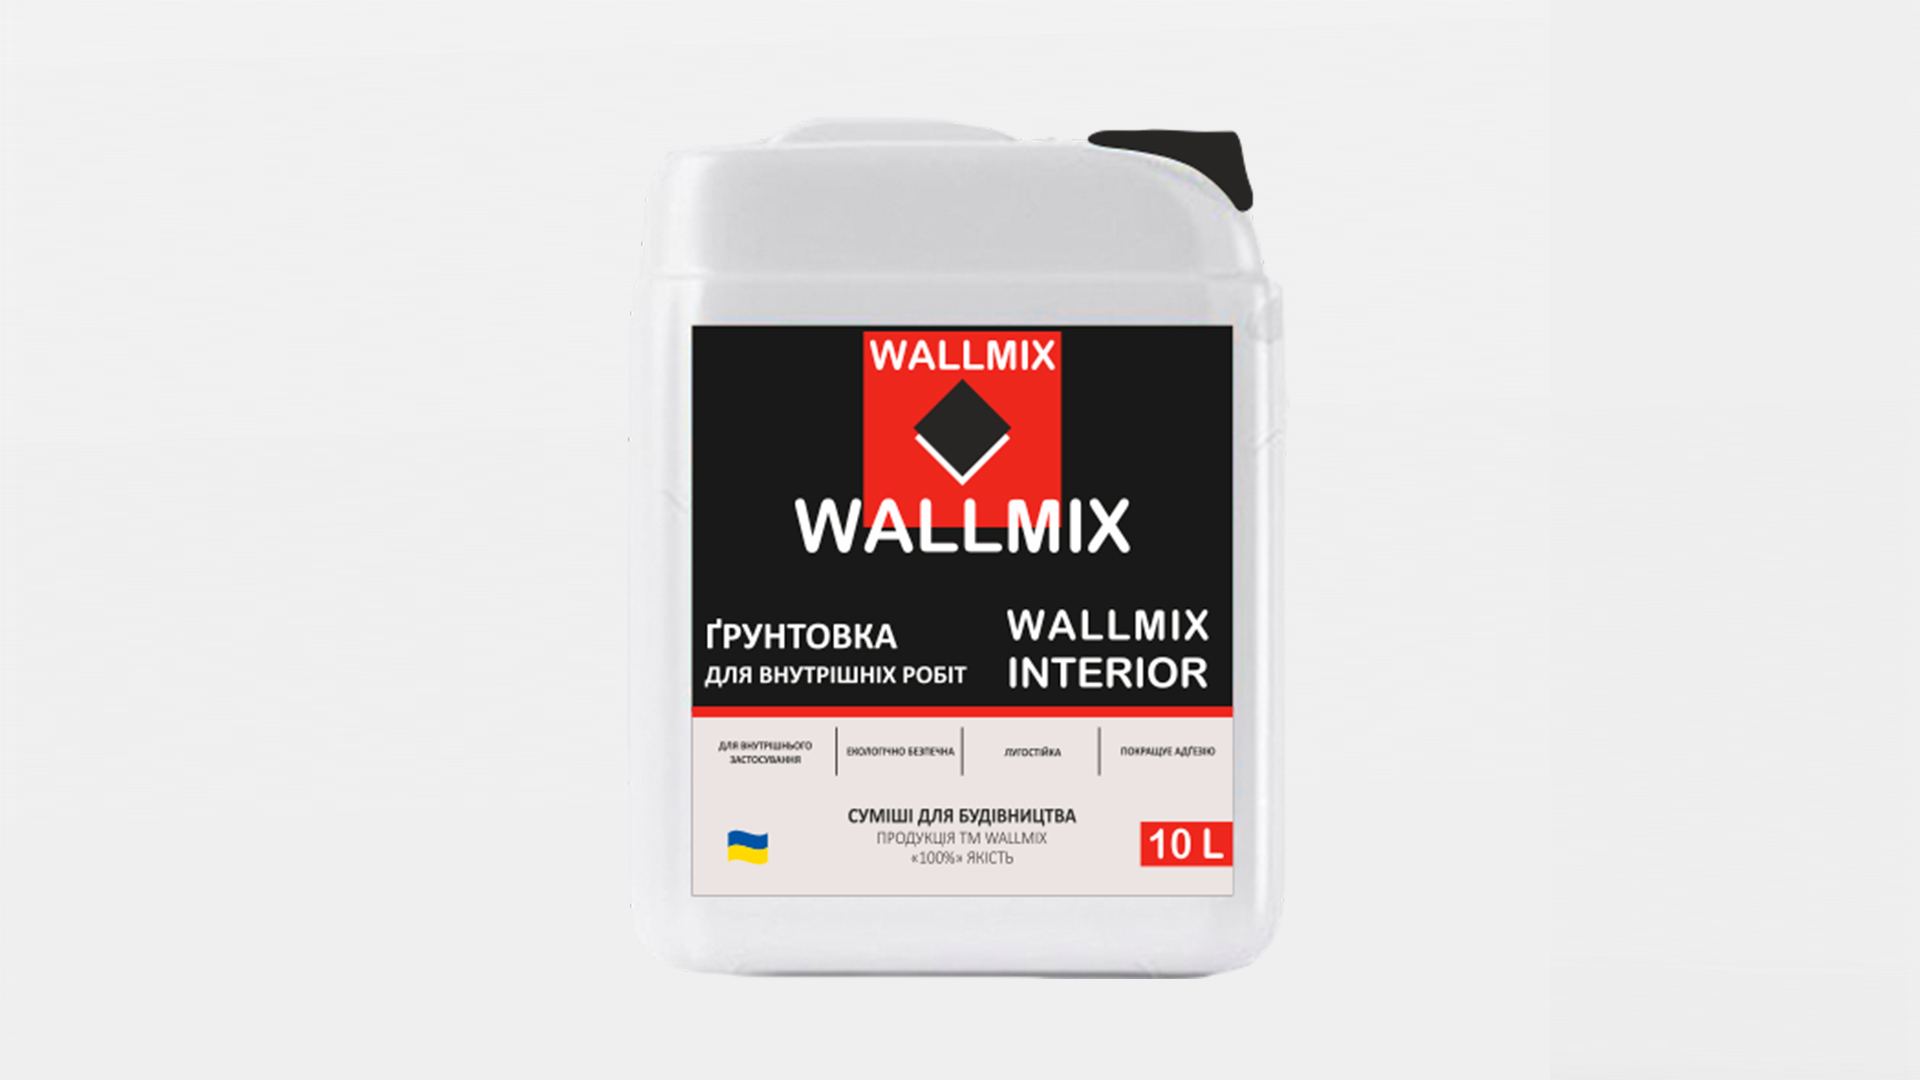 WALLMIX
WALLMIX
ҐРУНТОВКА
ДЛЯ ВНУТРІШНІХ РОБІТ
WALLMIX
INTERIOR
ДЛЯ ВНУТРІШНЬОГО
ЗАСТОСУВАННЯ
ЕКОЛОГІЧНО БЕЗПЕЧНА
ЛУГОСТІЙКА
ПОКРАЩУЄ АДГЕЗІЮ
СУМІШІ ДЛЯ БУДІВНИЦТВА
ПРОДУКЦІЯ ТМ WALLMIX
«100%» ЯКІСТЬ
10 L